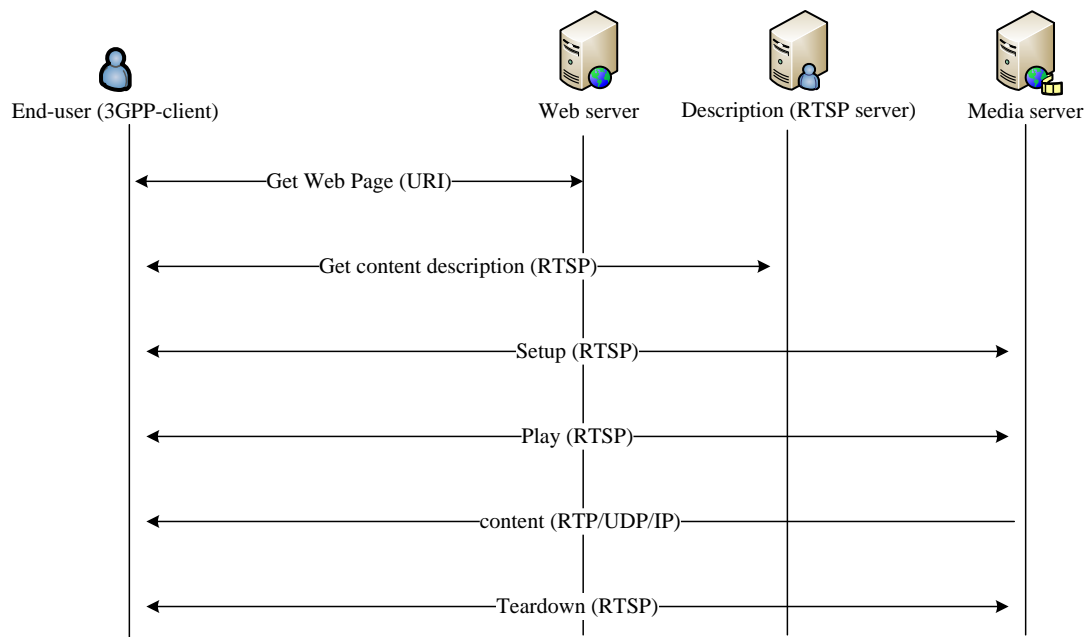 End-user (3GPP-client)
Web server
Description (RTSP server)
Media server
Get Web Page (URI)
Get content description (RTSP)
Setup (RTSP)
Play (RTSP)
content (RTP/UDP/IP)
Teardown (RTSP)